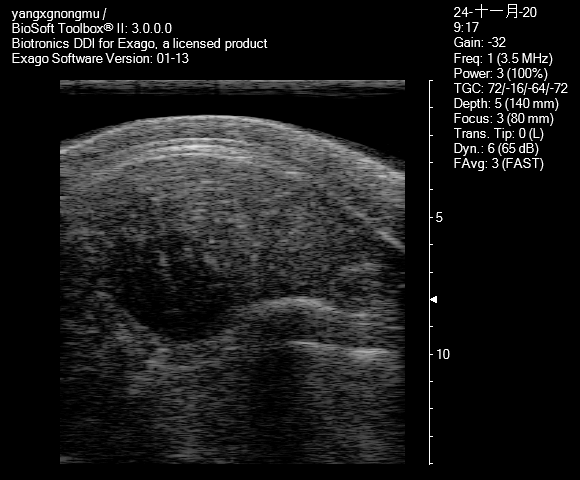 yangxgnongmu /
BioSoft Toolbox® II: 3.0.0.0
Biotronics DDI for Exago, a licensed product
Exago Software Version: 01-13
24-十一月-20
9:17
Gain: -32
Freq: 1 (3.5 MHz)
Power: 3 (100%)
TGC: 72/-16/-64/-72
Depth: 5 (140 mm)
Focus: 3 (80 mm)
Trans. Tip: 0 (L)
Dyn.: 6 (65 dB)
FAvg: 3 (FAST)
5
10